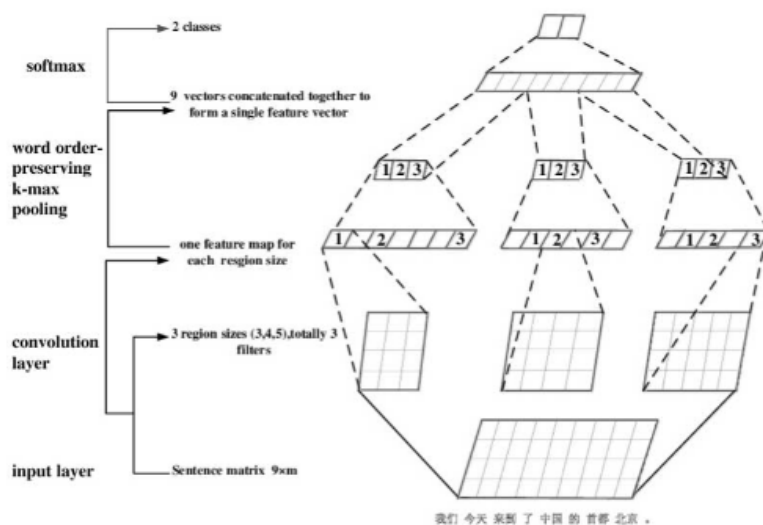 2 classes
softmax
9 vectors concatenated together to
form a single feature vector
word order-
preserving
k-max
pooling
1 2 3
1 2 3
1 2 3
1 2 3
1 2 3
1 2 3
one feature map for
each resgion size
3 region sizes (3,4,5),totally 3
filters
convolution
layer
input layer
Sentence matrix 9×m
我们 今天 来到 了 中国 的 首都 北京 。